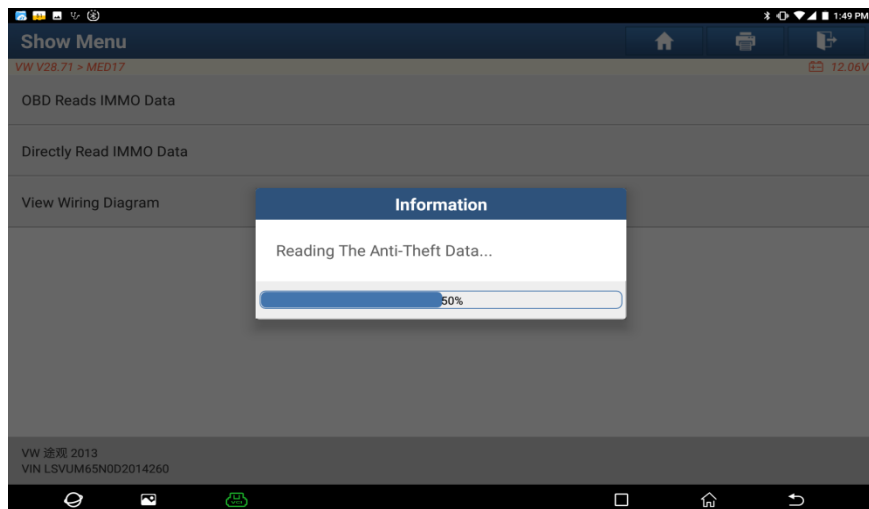 1:49 PM
Show Menu
VW V28.71 > MED17
12.06V
OBD Reads IMMO Data
Directly Read IMMO Data
View Wiring Diagram
Information
Reading The Anti-Theft Data...
50%
VW 途观 2013
VIN LSVUM65N0D2014260
VCI